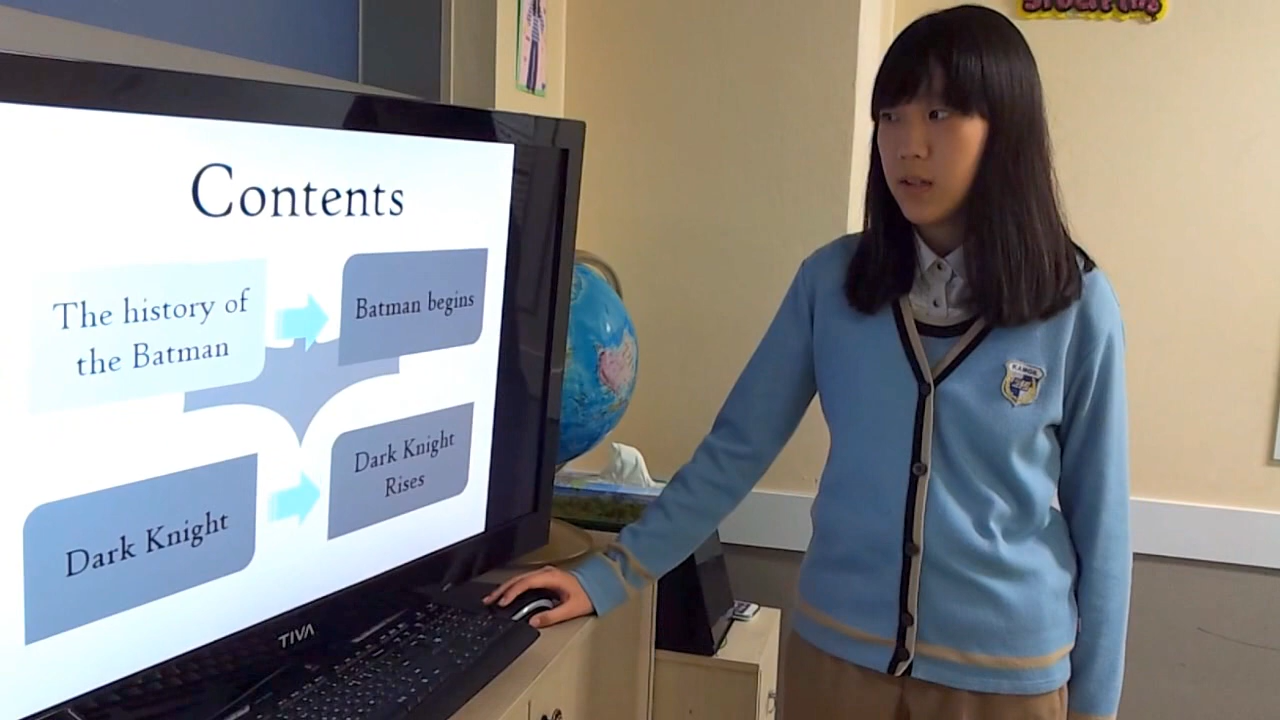 Contents
The history of
the Batman
Batman begins
Dark Knight
Dark Knight
Rises
TIVA